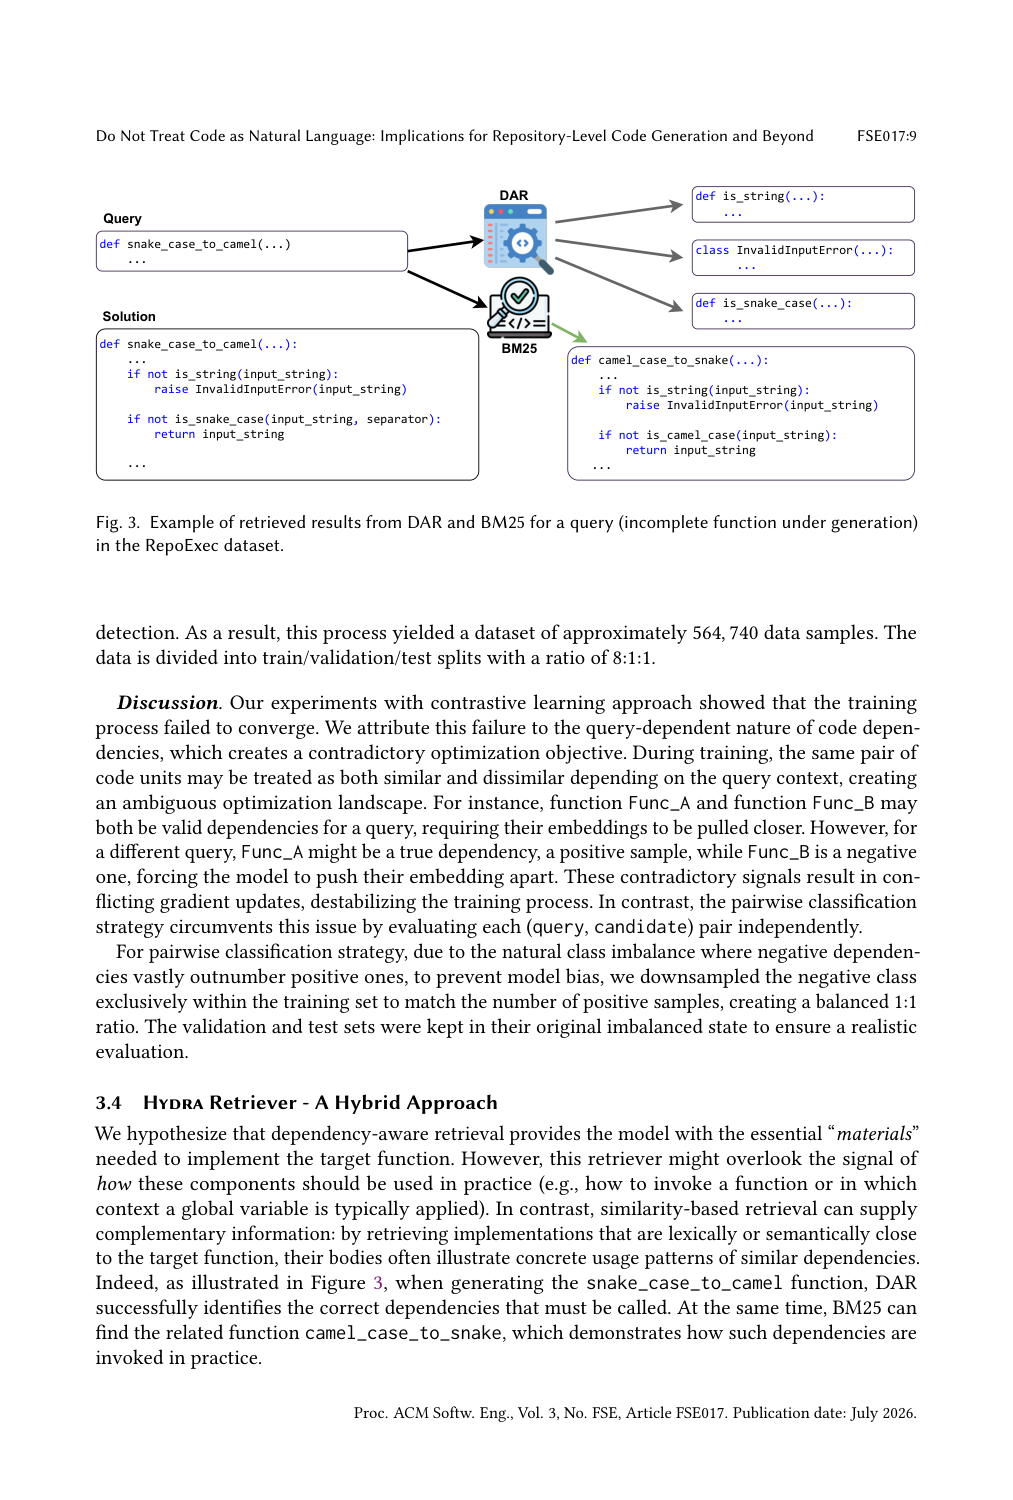 Do Not Treat Code as Natural Language: Implications for Repository-Level Code Generation and Beyond FSE017:9
Query
def snake_case_to_camel(...)
...
Solution
def snake_case_to_camel(...):
...
if not is_string(input_string):
raise InvalidInputError(input_string)
if not is_snake_case(input_string, separator):
return input_string
...
DAR
BM25
def is_string(...):
...
class InvalidInputError(...):
...
def is_snake_case(...):
...
def camel_case_to_snake(...):
...
if not is_string(input_string):
raise InvalidInputError(input_string)
if not is_camel_case(input_string):
return input_string
...
Fig. 3. Example of retrieved results from DAR and BM25 for a query (incomplete function under generation)
in the RepoExec dataset.
detection. As a result, this process yielded a dataset of approximately 564, 740 data samples. The
data is divided into train/validation/test splits with a ratio of 8:1:1.
Discussion. Our experiments with contrastive learning approach showed that the training
process failed to converge. We attribute this failure to the query-dependent nature of code depen-
dencies, which creates a contradictory optimization objective. During training, the same pair of
code units may be treated as both similar and dissimilar depending on the query context, creating
an ambiguous optimization landscape. For instance, function Func_A and function Func_B may
both be valid dependencies for a query, requiring their embeddings to be pulled closer. However, for
a different query, Func_A might be a true dependency, a positive sample, while Func_B is a negative
one, forcing the model to push their embedding apart. These contradictory signals result in con-
flicting gradient updates, destabilizing the training process. In contrast, the pairwise classification
strategy circumvents this issue by evaluating each (query, candidate) pair independently.
For pairwise classification strategy, due to the natural class imbalance where negative dependen-
cies vastly outnumber positive ones, to prevent model bias, we downsampled the negative class
exclusively within the training set to match the number of positive samples, creating a balanced 1:1
ratio. The validation and test sets were kept in their original imbalanced state to ensure a realistic
evaluation.
3.4 Hydra Retriever - A Hybrid Approach
We hypothesize that dependency-aware retrieval provides the model with the essential “materials”
needed to implement the target function. However, this retriever might overlook the signal of
how these components should be used in practice (e.g., how to invoke a function or in which
context a global variable is typically applied). In contrast, similarity-based retrieval can supply
complementary information: by retrieving implementations that are lexically or semantically close
to the target function, their bodies often illustrate concrete usage patterns of similar dependencies.
Indeed, as illustrated in Figure 3, when generating the snake_case_to_camel function, DAR
successfully identifies the correct dependencies that must be called. At the same time, BM25 can
find the related function camel_case_to_snake, which demonstrates how such dependencies are
invoked in practice.
Proc. ACM Softw. Eng., Vol. 3, No. FSE, Article FSE017. Publication date: July 2026.